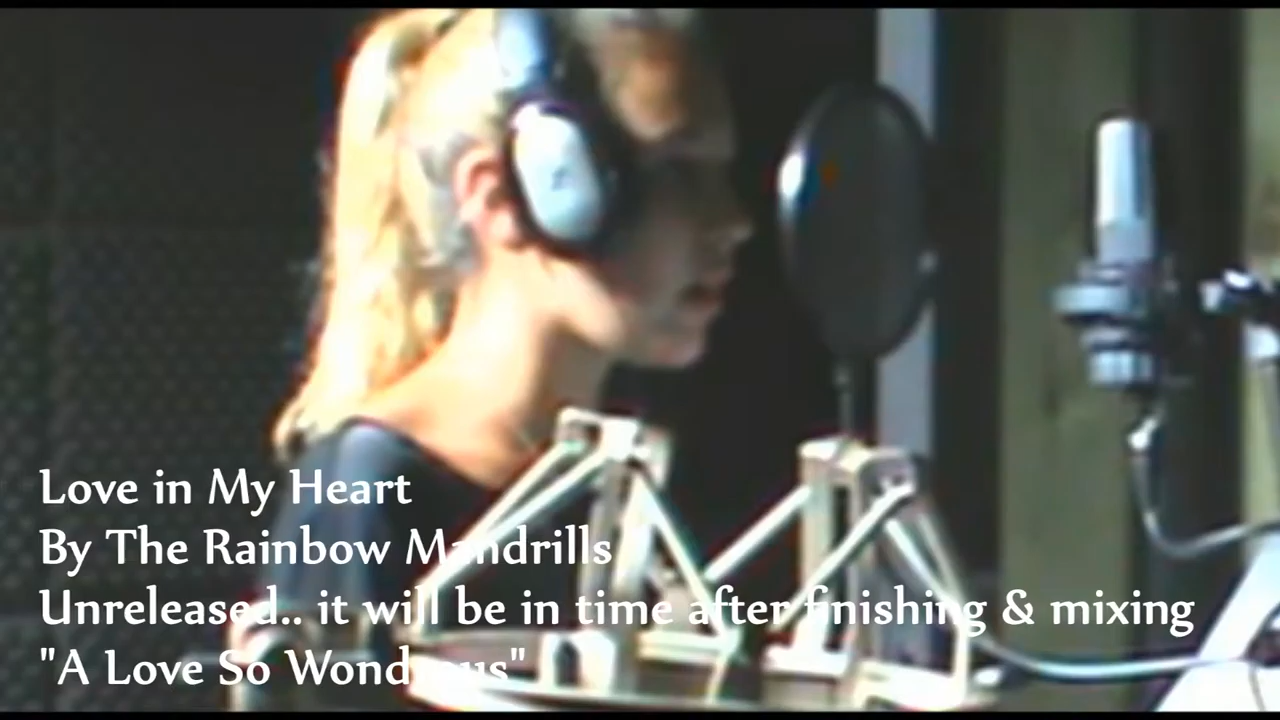 Love in My Heart
By The Rainbow Mandrills
Unreleased.. it will be in time after finishing & mixing
"A Love So Wondrous"